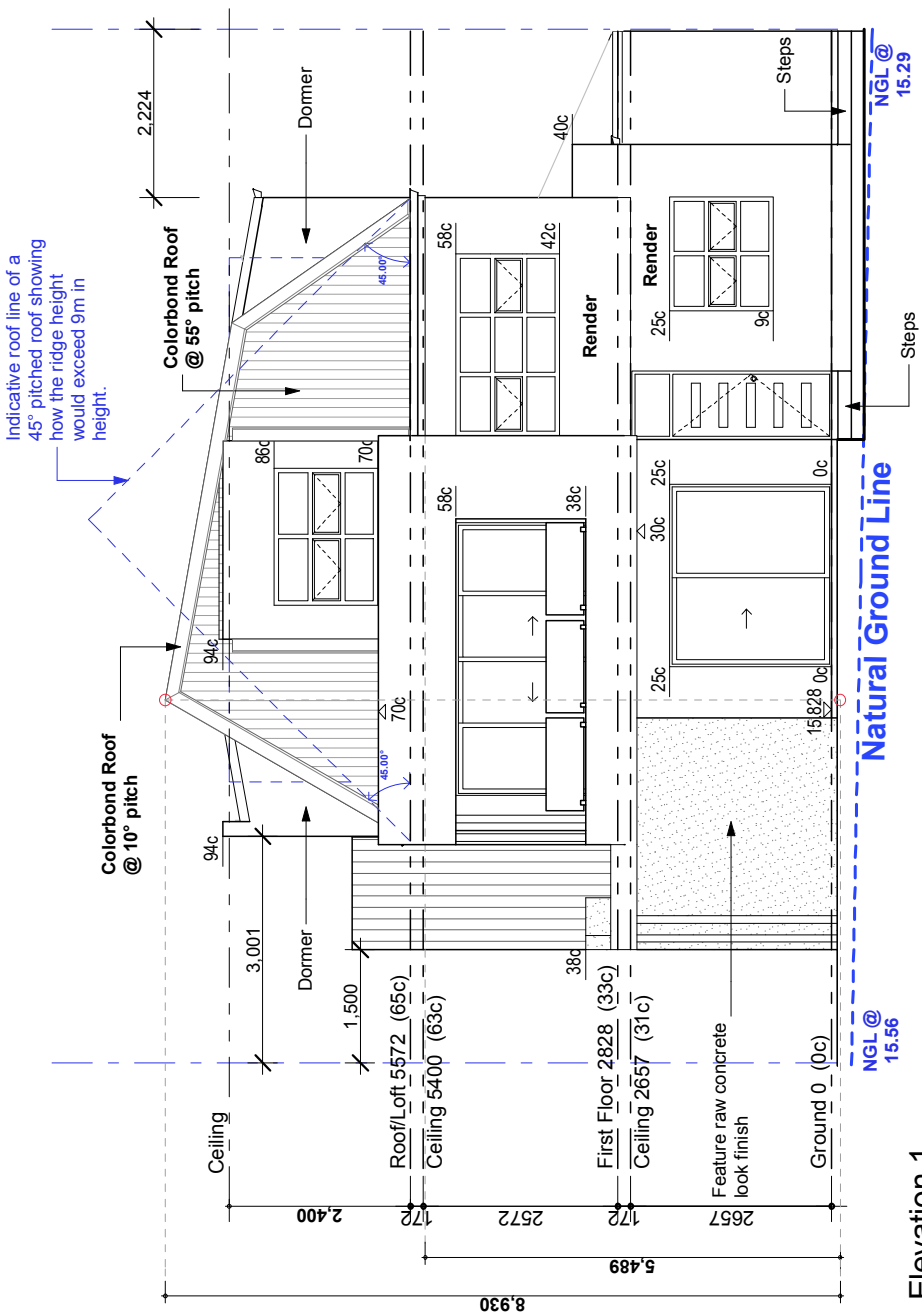 Indicative roof line of a
45° pitched roof showing
how the ridge height
would exceed 9m in
height.
2,224
Colorbond Roof
@ 10° pitch
Colorbond Roof
@ 55° pitch
Dormer
94c
3,001
Dormer
1,500
94c
86c
70c
70c
45.00°
45.00°
Ceiling
2,400
Roof/Loft 5572 (65c)
172
Ceiling 5400 (63c)
58c
38c
58c
42c
40c
Render
2572
38c
First Floor 2828 (33c)
172
Ceiling 2657 (31c)
30c
25c
25c
0c
0c
25c
9c
Render
Steps
Steps
2657
Feature raw concrete
look finish
15.828
Ground 0 (0c)
5,489
8,930
NGL @
15.56
Natural Ground Line
NGL @
15.29
Elevation 1